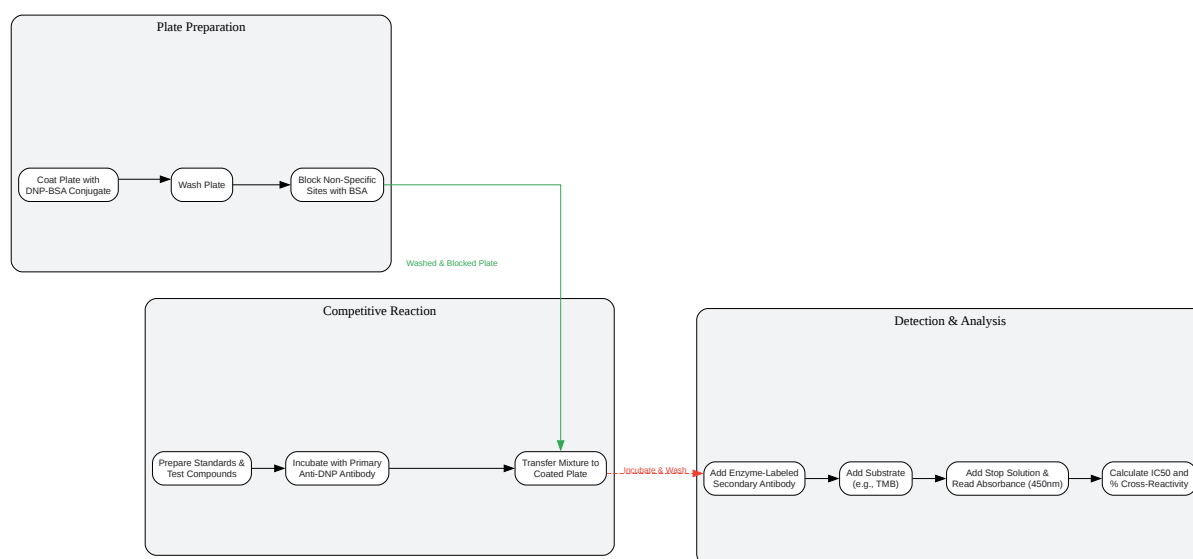 Plate Preparation
Coat Plate with
DNP-BSA Conjugate
Wash Plate
Block Non-Specific
Sites with BSA
Washed & Blocked Plate
Competitive Reaction
Prepare Standards &
Test Compounds
Incubate with Primary
Anti-DNP Antibody
Transfer Mixture to
Coated Plate
Incubate & Wash
Detection & Analysis
Add Enzyme-Labeled
Secondary Antibody
Add Substrate
(e.g., TMB)
Add Stop Solution &
Read Absorbance (450nm)
Calculate IC50 and
% Cross-Reactivity